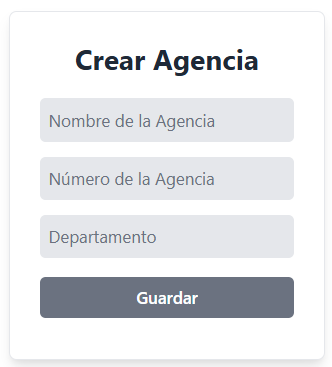 Crear Agencia
Nombre de la Agencia
Número de la Agencia
Departamento
Guardar